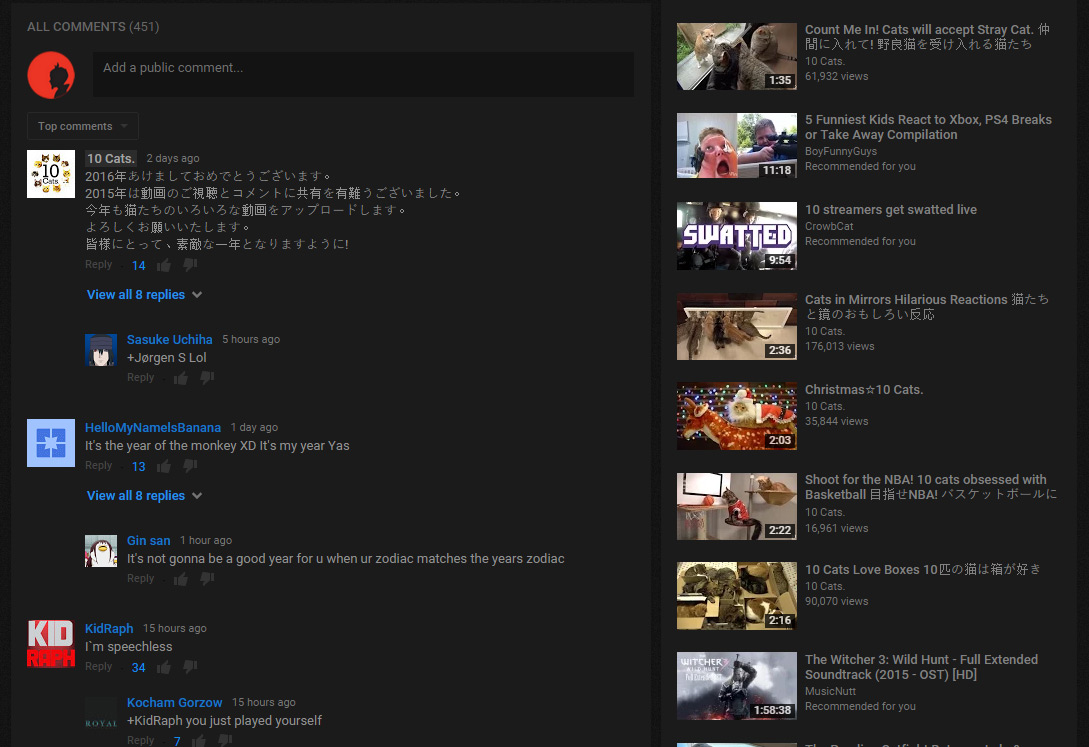 ALL COMMENTS (451)
Add a public comment...
Top comments
10 Cats.
10 Cats. 2 days ago
2016年あけましておめでとうございます。
2015年は動画のご視聴とコメントに共有を有難うございました。
今年も猫たちのいろいろな動画をアップロードします。
よろしくお願いいたします。
皆様にとって、素敵な一年となりますように!
Reply 14
View all 8 replies
Sasuke Uchiha 5 hours ago
+Jørgen S Lol
Reply
HelloMyNameIsBanana 1 day ago
It's the year of the monkey XD It's my year Yas
Reply 13
View all 8 replies
Gin san 1 hour ago
It's not gonna be a good year for u when ur zodiac matches the years zodiac
Reply
KID RAPH
KidRaph 15 hours ago
I`m speechless
Reply 34
ROYAL
Kocham Gorzow 15 hours ago
+KidRaph you just played yourself
Reply 7
Count Me In! Cats will accept Stray Cat. 仲
間に入れて! 野良猫を受け入れる猫たち
10 Cats.
61,932 views
1:35
5 Funniest Kids React to Xbox, PS4 Breaks
or Take Away Compilation
BoyFunnyGuys
Recommended for you
11:18
10 streamers get swatted live
CrowbCat
Recommended for you
SWATTED
9:54
Cats in Mirrors Hilarious Reactions 猫たち
と鏡のおもしろい反応
10 Cats.
176,013 views
2:36
Christmas☆10 Cats.
10 Cats.
35,844 views
2:03
Shoot for the NBA! 10 cats obsessed with
Basketball 目指せNBA! バスケットボールに
10 Cats.
16,961 views
2:22
10 Cats Love Boxes 10匹の猫は箱が好き
10 Cats.
90,070 views
2:16
The Witcher 3: Wild Hunt - Full Extended
Soundtrack (2015 - OST) [HD]
MusicNutt
Recommended for you
WITCHER
WILD HUNT
1:58:38